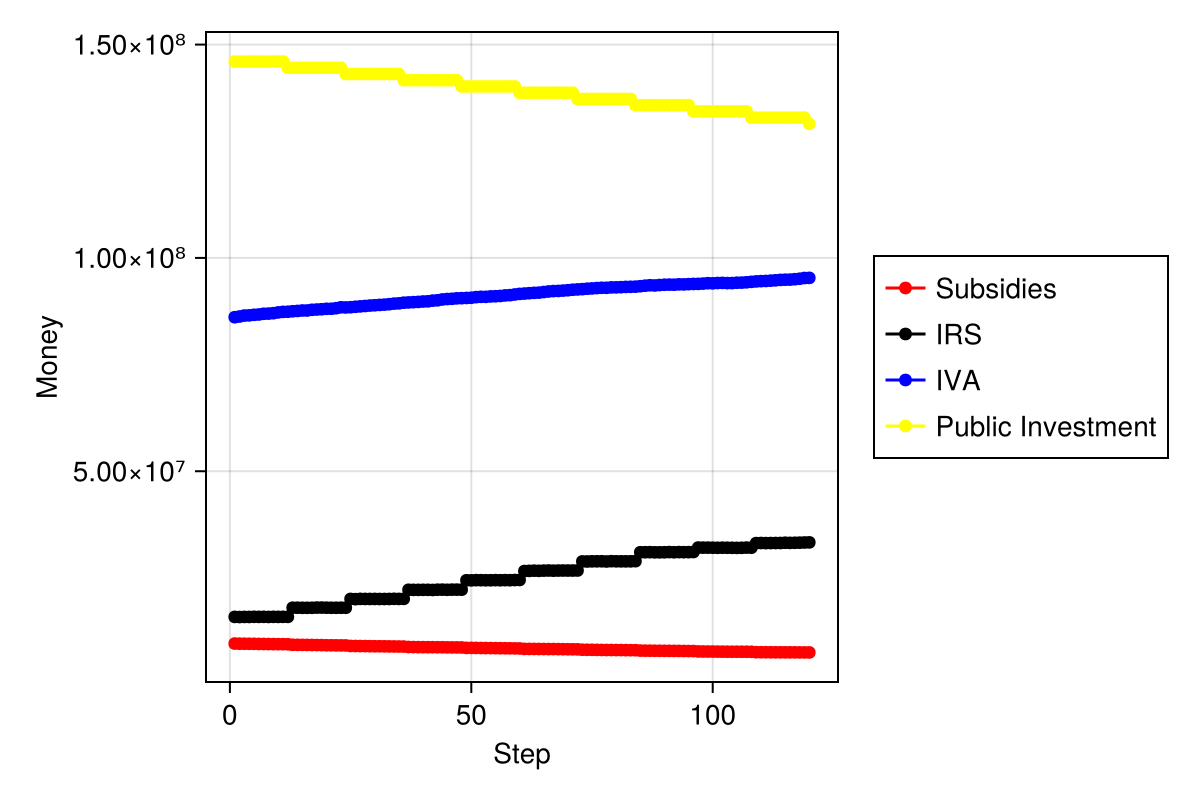 1.50×10⁸
1.00×10⁸
5.00×10⁷
Money
0 50 100
Step
Subsidies
IRS
IVA
Public Investment